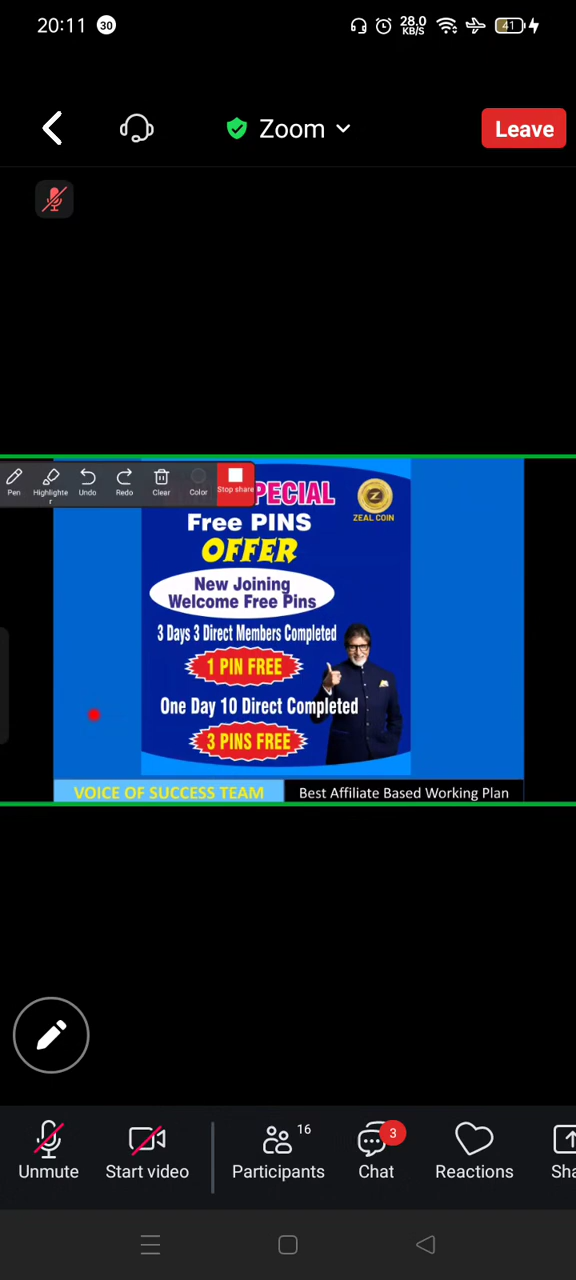 20:11 30 28.0 KB/S 41
Zoom
Leave
Pen Highlighter Undo Redo Clear Color Stop share
PECIAL
ZEAL COIN
Free PINS
OFFER
New Joining
Welcome Free Pins
3 Days 3 Direct Members Completed
1 PIN FREE
One Day 10 Direct Completed
3 PINS FREE
VOICE OF SUCCESS TEAM
Best Affiliate Based Working Plan
16
3
Unmute Start video Participants Chat Reactions Sha